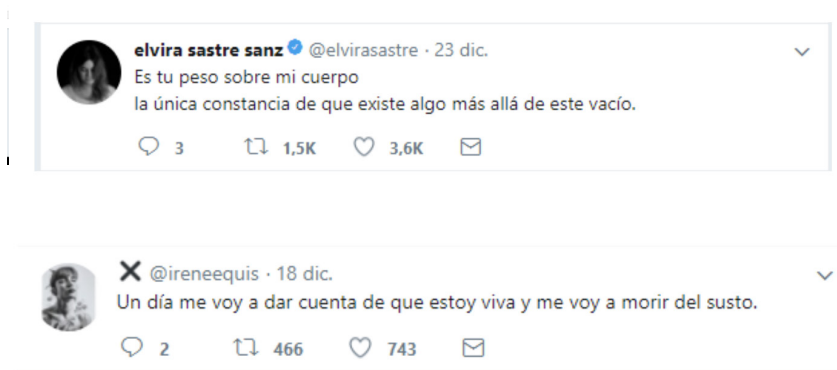 elvira sastre sanz @elvirasastre · 23 dic.
Es tu peso sobre mi cuerpo
la única constancia de que existe algo más allá de este vacío.
3 1,5K 3,6K
@ireneequis · 18 dic.
Un día me voy a dar cuenta de que estoy viva y me voy a morir del susto.
2 466 743